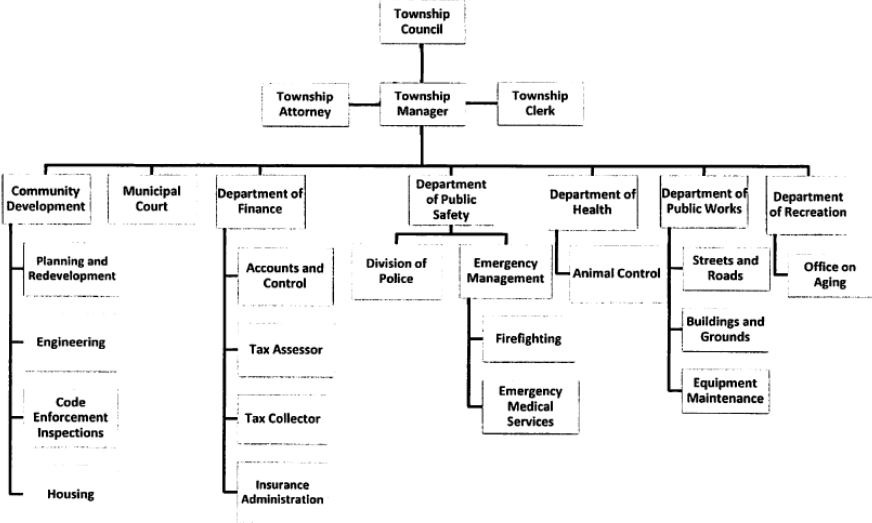 Township
Council
Township
Attorney
Township
Manager
Township
Clerk
Community
Development
Municipal
Court
Department of
Finance
Department
of Public
Safety
Department of
Health
Department of
Public Works
Department
of Recreation
Planning and
Redevelopment
Engineering
Code
Enforcement
Inspections
Housing
Accounts and
Control
Tax Assessor
Tax Collector
Insurance
Administration
Division of
Police
Emergency
Management
Firefighting
Emergency
Medical
Services
Animal Control
Streets and
Roads
Buildings and
Grounds
Equipment
Maintenance
Office on
Aging